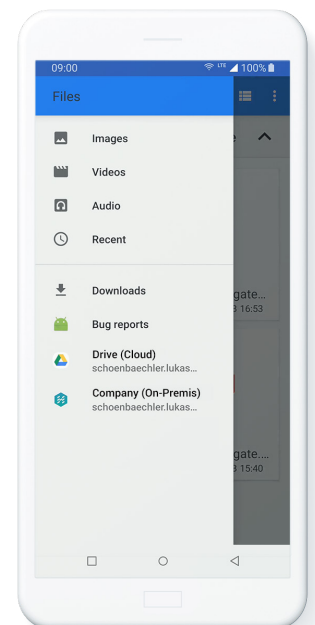 09:00
LTE 100%
Files
Images
Videos
Audio
Recent
Downloads
gate...
Bug reports
16:53
Drive (Cloud)
schoenbaechler.lukas...
Company (On-Premis)
schoenbaechler.lukas...
gate....
15:40